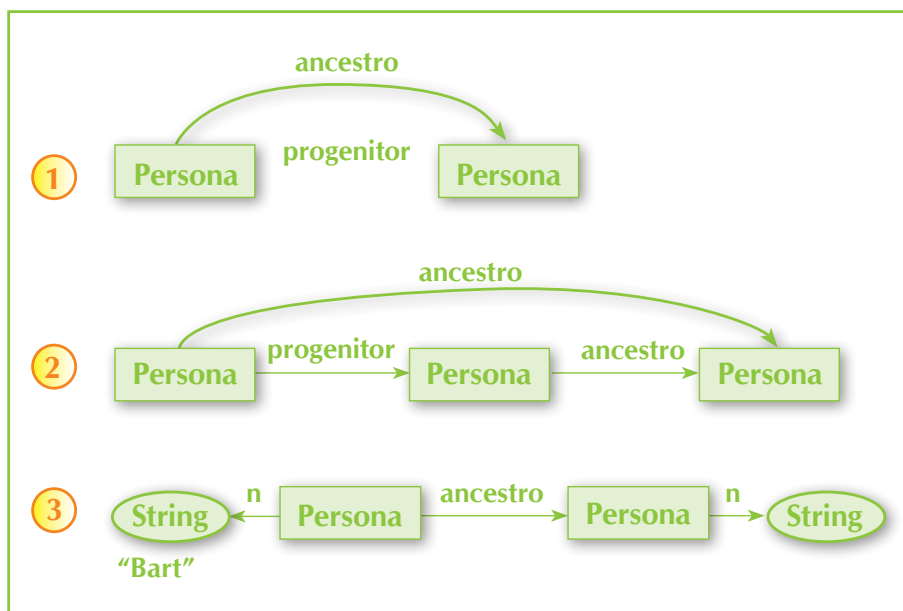 ancestro
progenitor
1 Persona Persona
ancestro
progenitor ancestro
2 Persona Persona Persona
n ancestro n
3 String Persona Persona String
“Bart”